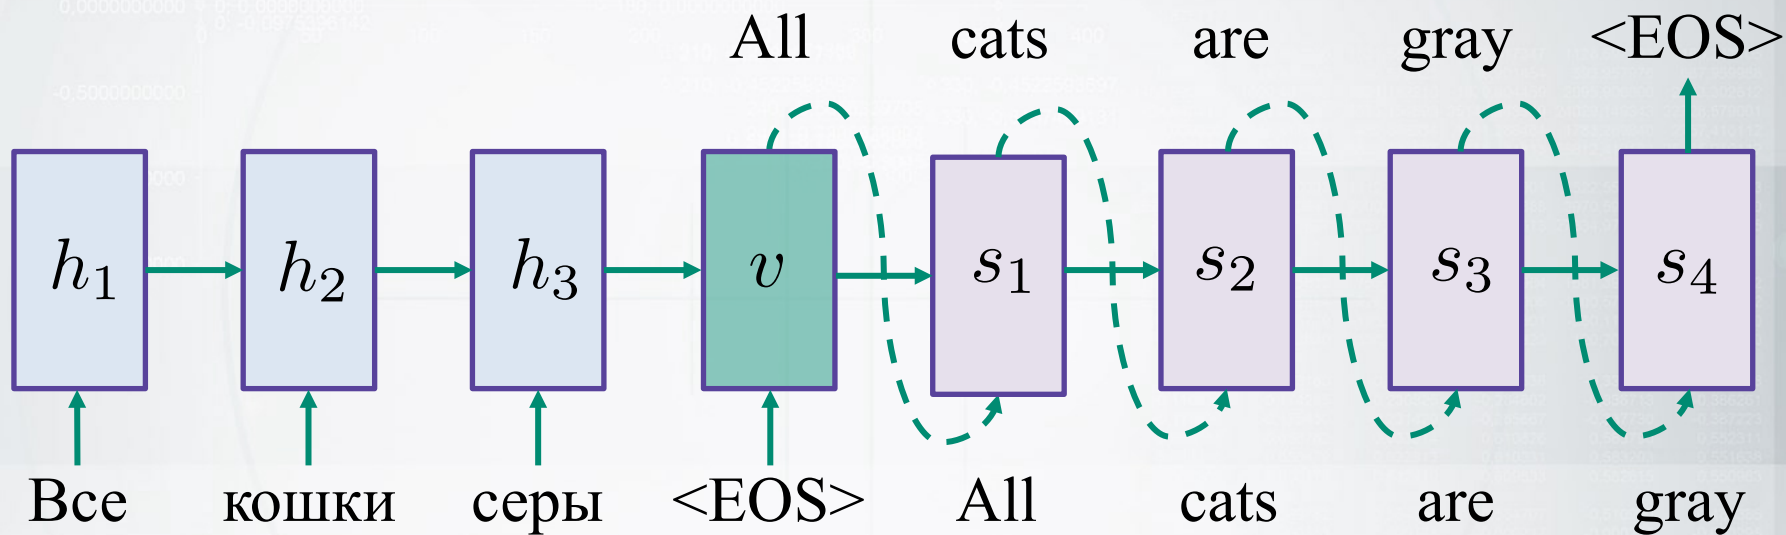 All cats are gray <EOS>
h1 h2 h3 v s1 s2 s3 s4
Все кошки серы <EOS> All cats are gray